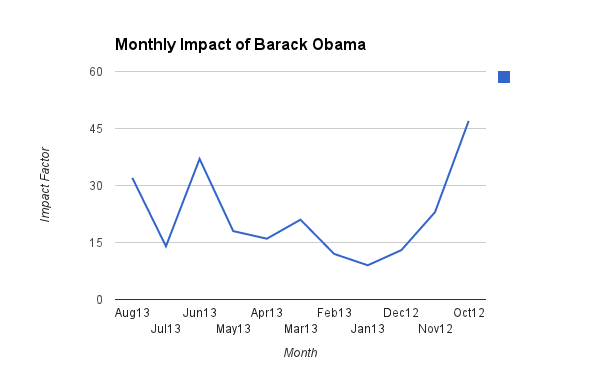 Monthly Impact of Barack Obama
60
45
30
15
0
Impact Factor
Aug13 Jun13 Apr13 Feb13 Dec12 Oct12
Jul13 May13 Mar13 Jan13 Nov12
Month